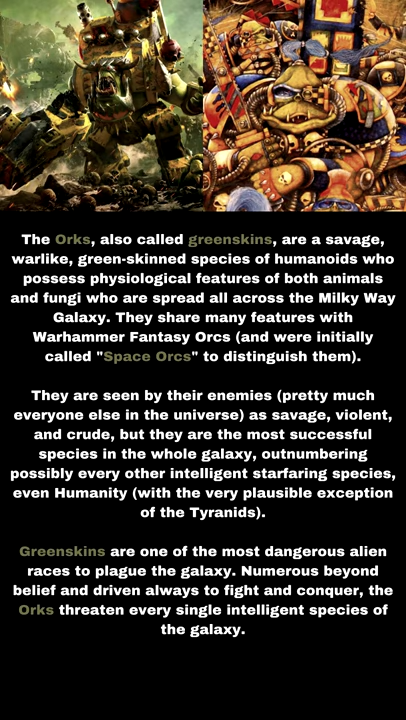 The Orks, also called greenskins, are a savage,
warlike, green-skinned species of humanoids who
possess physiological features of both animals
and fungi who are spread all across the Milky Way
Galaxy. They share many features with
Warhammer Fantasy Orcs (and were initially
called "Space Orcs" to distinguish them).
They are seen by their enemies (pretty much
everyone else in the universe) as savage, violent,
and crude, but they are the most successful
species in the whole galaxy, outnumbering
possibly every other intelligent starfaring species,
even Humanity (with the very plausible exception
of the Tyranids).
Greenskins are one of the most dangerous alien
races to plague the galaxy. Numerous beyond
belief and driven always to fight and conquer, the
Orks threaten every single intelligent species of
the galaxy.